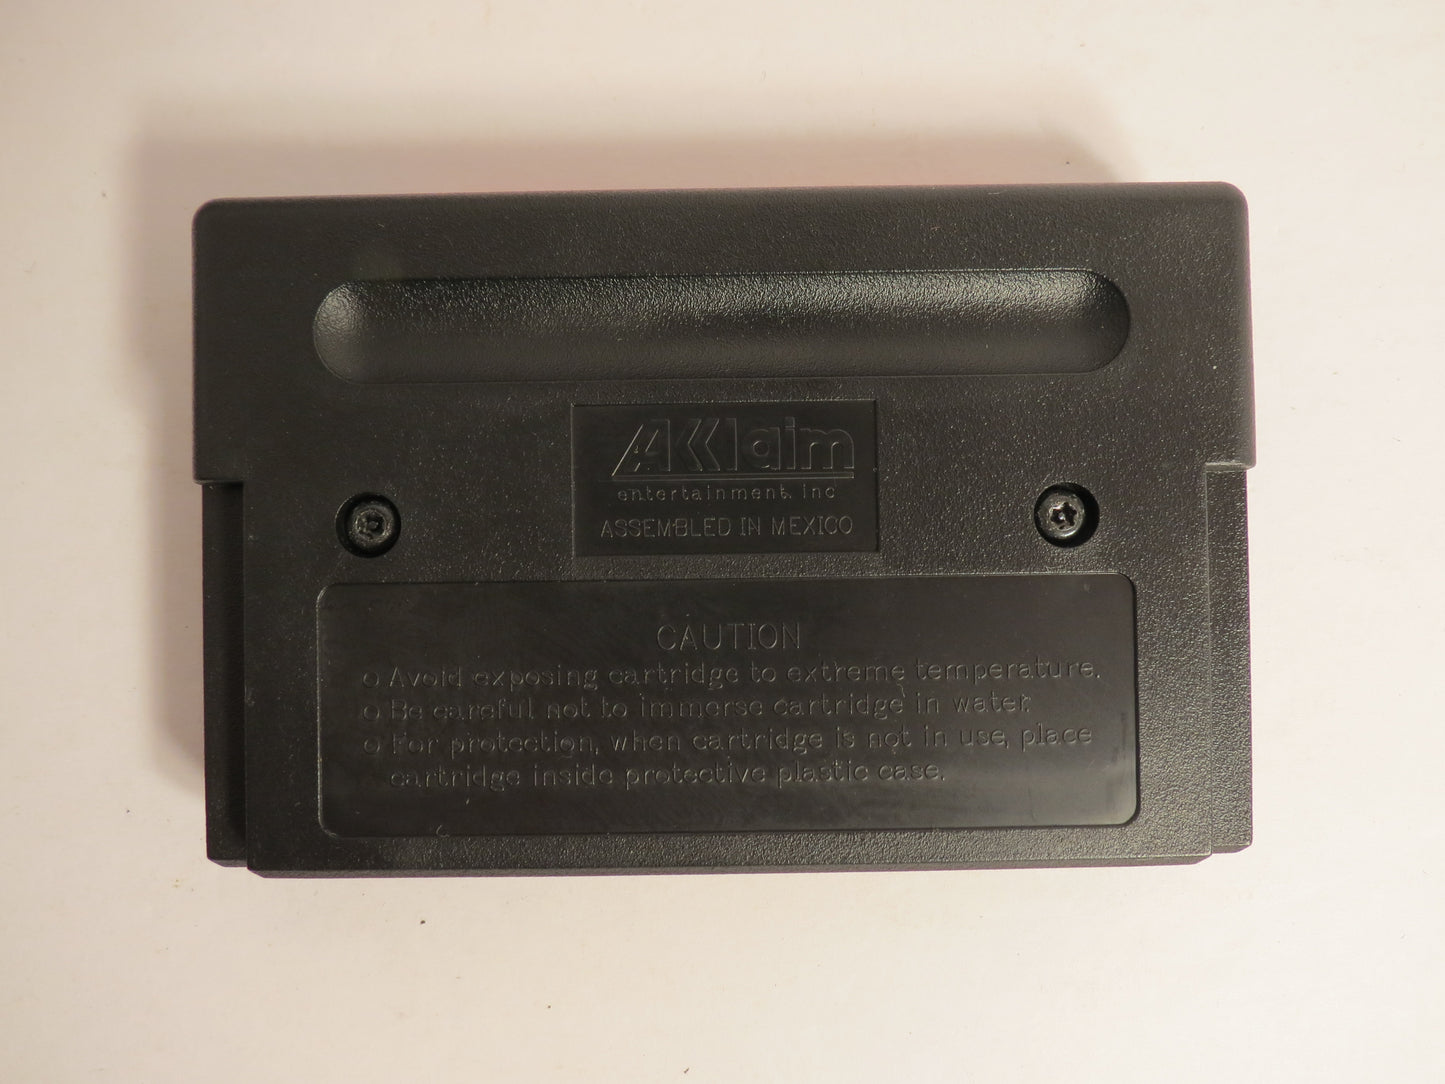 AKKlaim
entertainment, inc
ASSEMBLED IN MEXICO
CAUTION
o Avoid exposing cartridge to extreme temperature.
o Be careful not to immerse cartridge in water.
o For protection, when cartridge is not in use, place
cartridge inside protective plastic case.